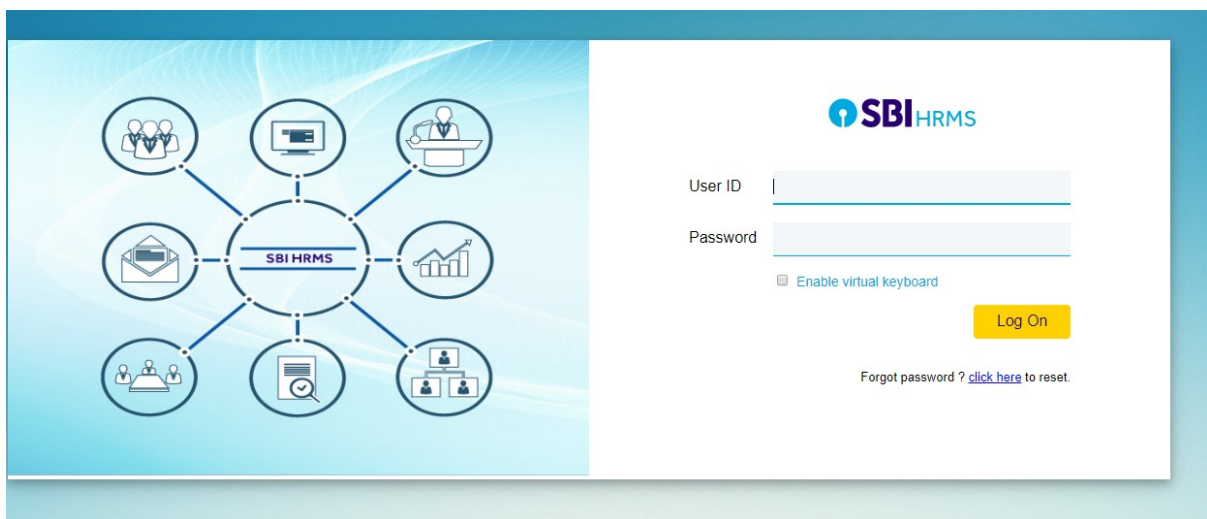 SBI HRMS
SBI HRMS
User ID
Password
Enable virtual keyboard
Log On
Forgot password ? click here to reset.